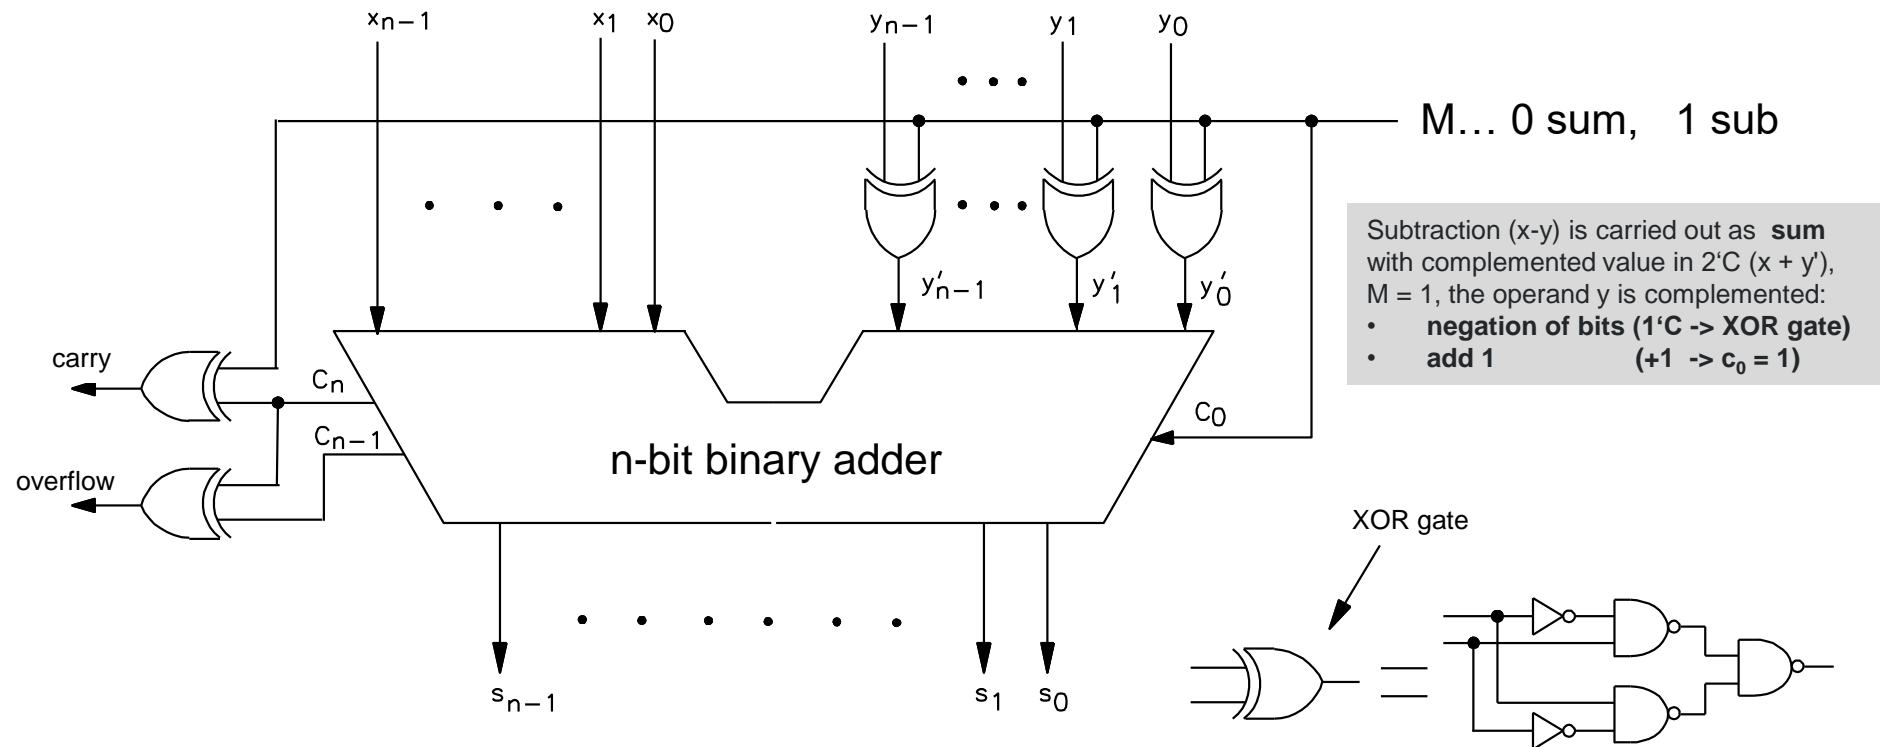 xn−1 x1 x0 yn−1 y1 y0
M... 0 sum, 1 sub
Subtraction (x-y) is carried out as sum
with complemented value in 2‘C (x + y'),
M = 1, the operand y is complemented:
• negation of bits (1‘C -> XOR gate)
• add 1 (+1 -> c0 = 1)
y′n−1 y′1 y′0
carry
Cn
C0
Cn−1
n-bit binary adder
overflow
XOR gate
sn−1 s1 s0